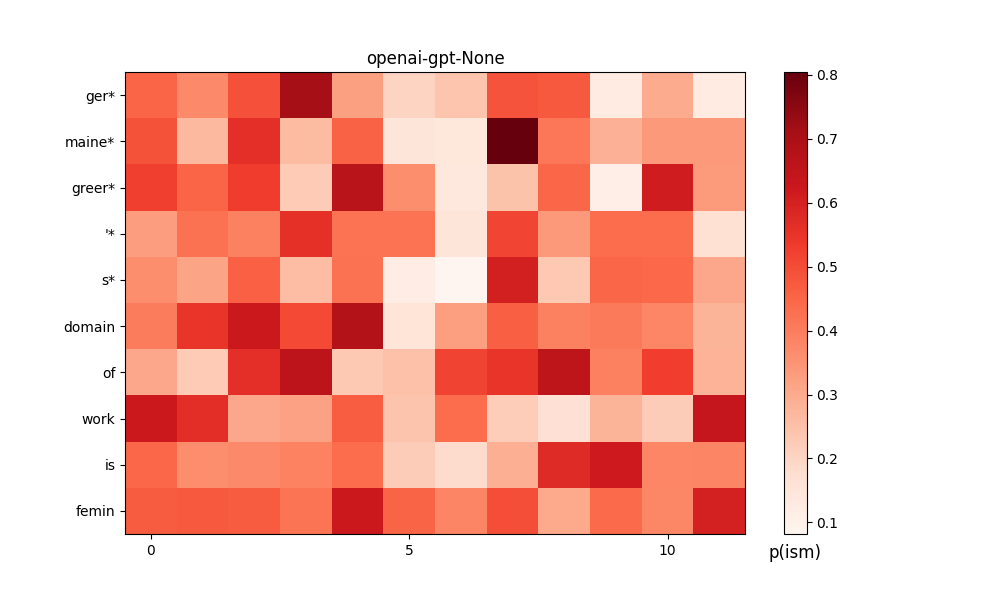 openai-gpt-None
ger*
maine*
greer*
'*
s*
domain
of
work
is
femin
0 5 10
0.8
0.7
0.6
0.5
0.4
0.3
0.2
0.1
p(ism)